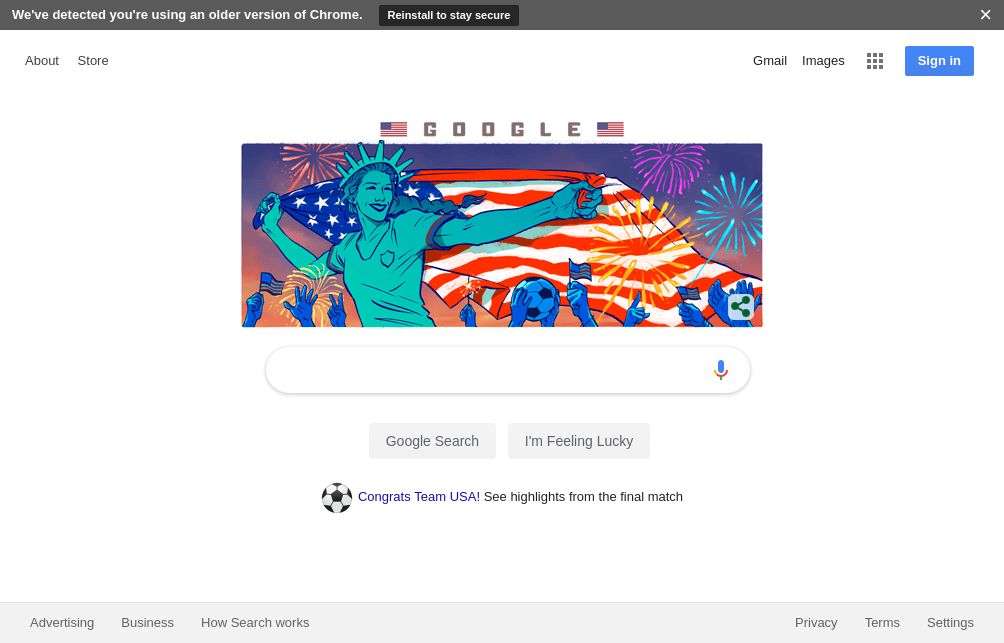 We've detected you're using an older version of Chrome. Reinstall to stay secure
About Store Gmail Images Sign in
GOOGLE
Google Search I'm Feeling Lucky
Congrats Team USA! See highlights from the final match
Advertising Business How Search works Privacy Terms Settings